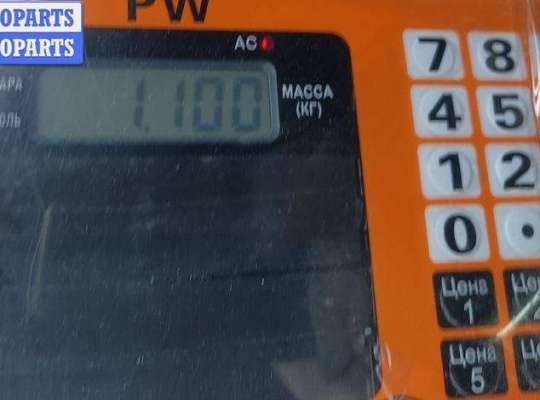 OPARTS
OPARTS
PW
AC
АРА
1.100
МАССА
(КГ)
ОЛЬ
7 8
4 5
1 2
0 .
Цена 1
Цена 5